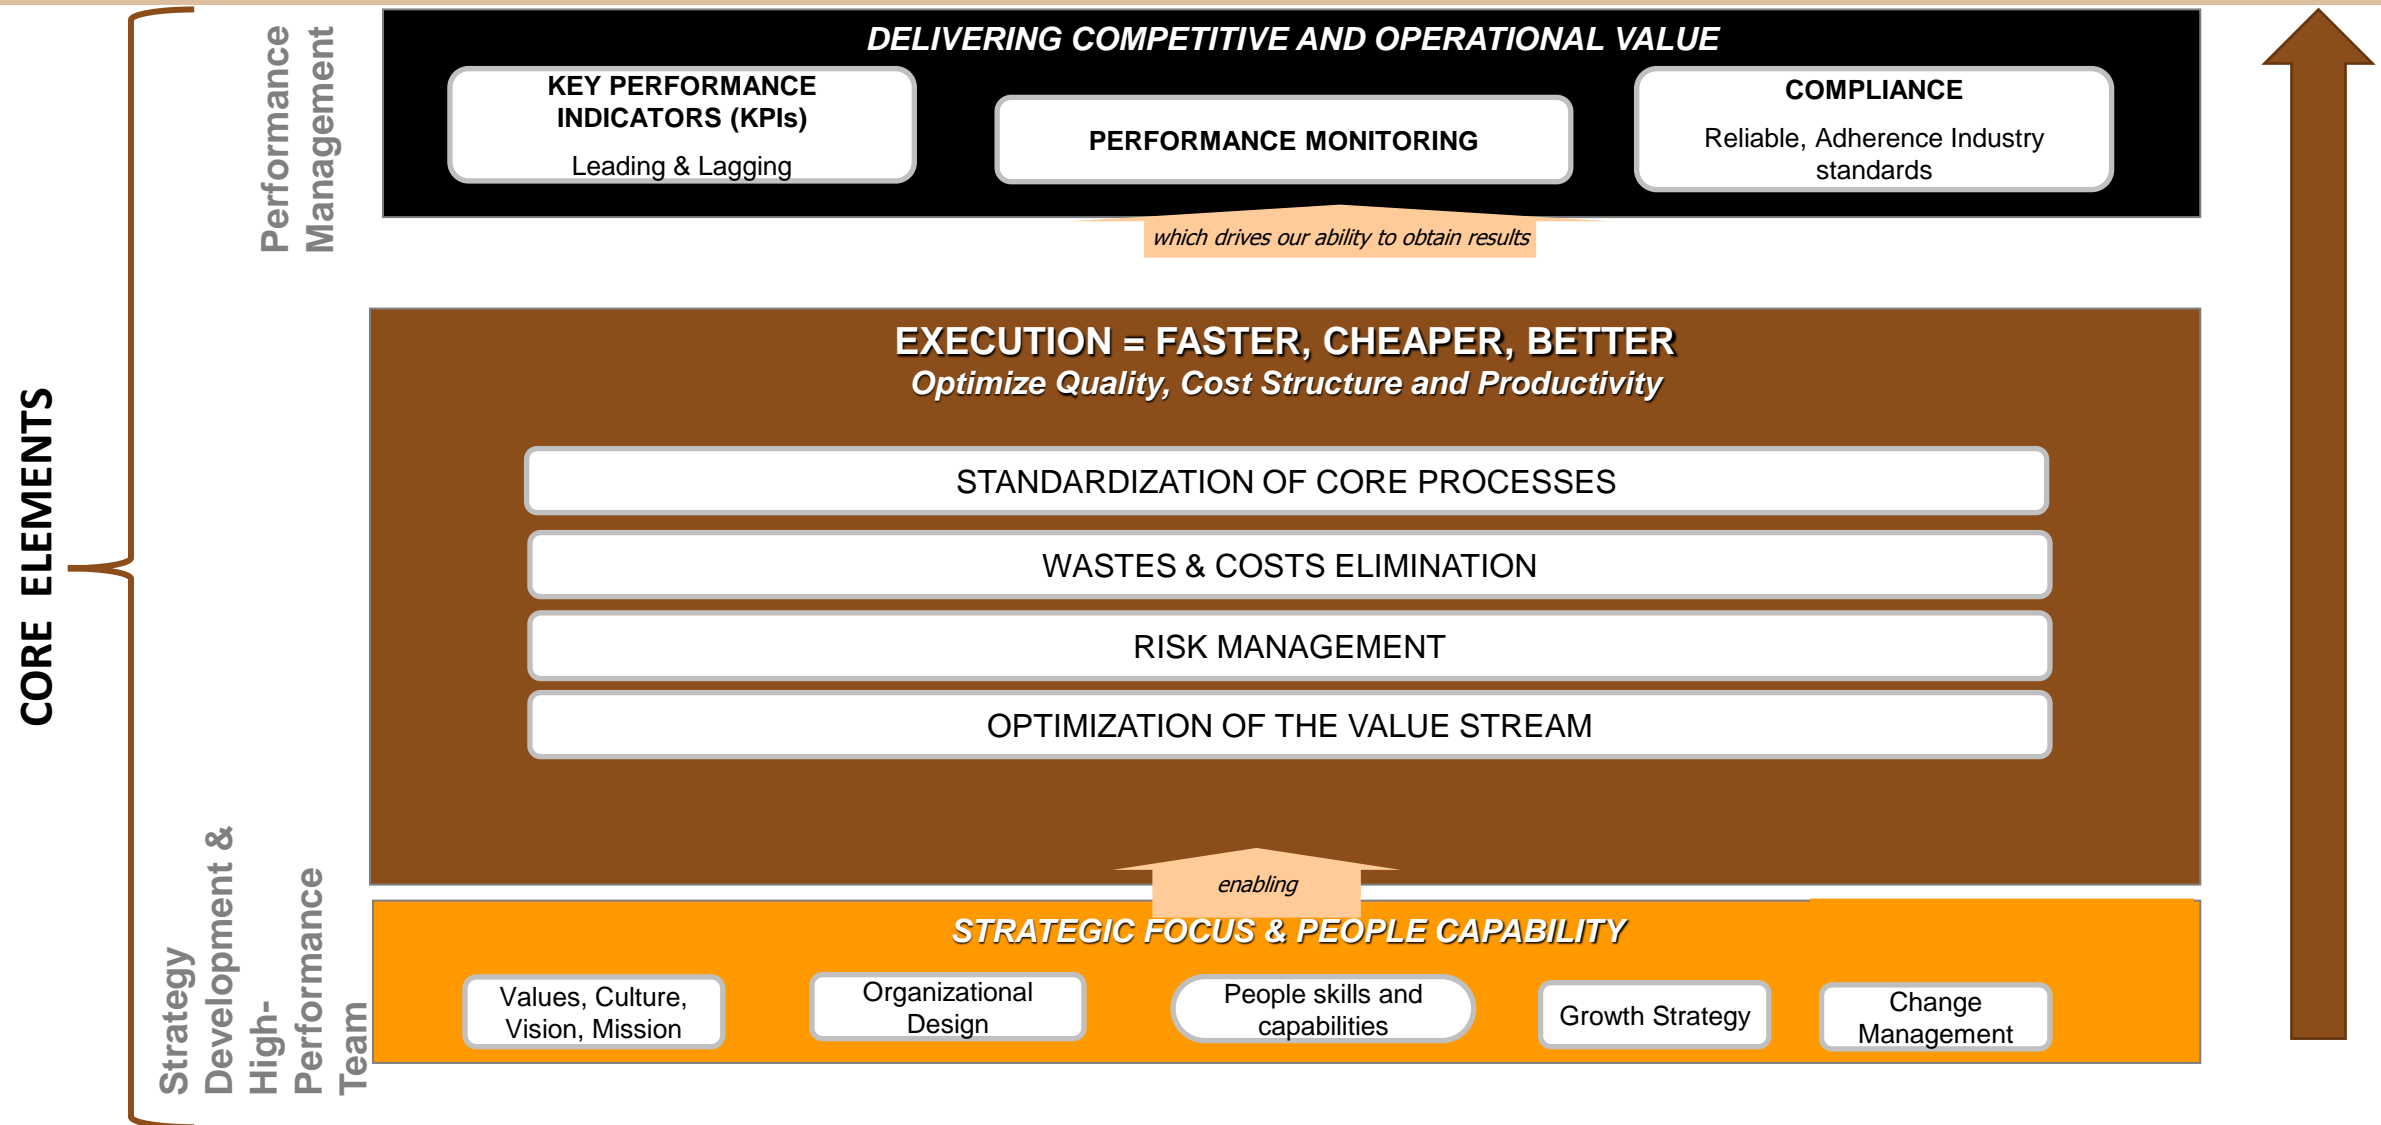 CORE ELEMENTS
Performance
Management
DELIVERING COMPETITIVE AND OPERATIONAL VALUE
KEY PERFORMANCE
INDICATORS (KPIs)
Leading & Lagging
PERFORMANCE MONITORING
COMPLIANCE
Reliable, Adherence Industry
standards
which drives our ability to obtain results
EXECUTION = FASTER, CHEAPER, BETTER
Optimize Quality, Cost Structure and Productivity
STANDARDIZATION OF CORE PROCESSES
WASTES & COSTS ELIMINATION
RISK MANAGEMENT
OPTIMIZATION OF THE VALUE STREAM
enabling
Strategy
Development &
High-
Performance
Team
STRATEGIC FOCUS & PEOPLE CAPABILITY
Values, Culture,
Vision, Mission
Organizational
Design
People skills and
capabilities
Growth Strategy
Change
Management